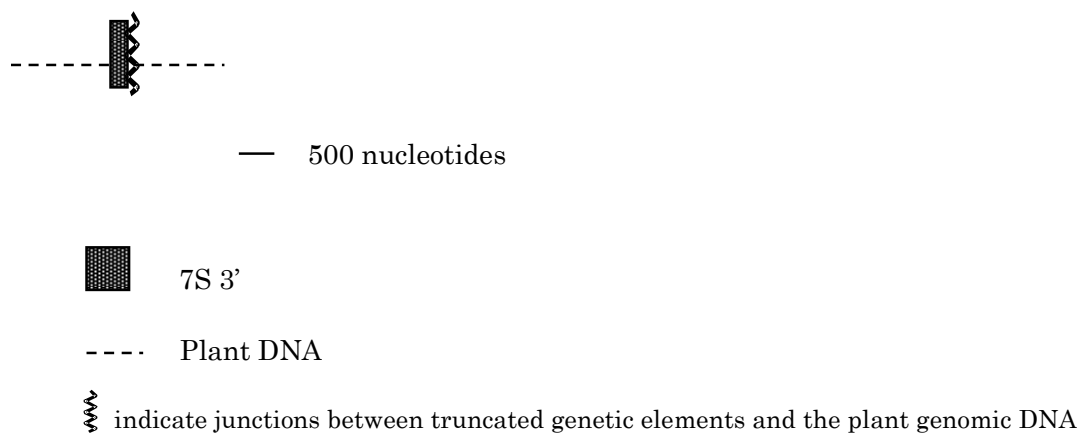 500 nucleotides
7S 3’
Plant DNA
indicate junctions between truncated genetic elements and the plant genomic DNA